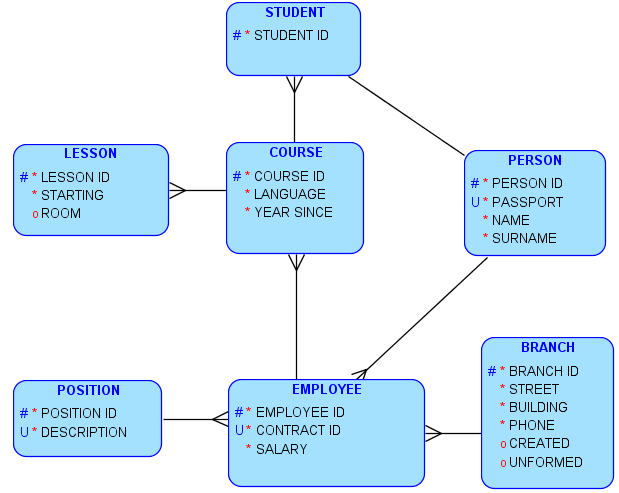 STUDENT
# * STUDENT ID
LESSON
# * LESSON ID
* STARTING
o ROOM
COURSE
# * COURSE ID
* LANGUAGE
* YEAR SINCE
PERSON
# * PERSON ID
U * PASSPORT
* NAME
* SURNAME
POSITION
# * POSITION ID
U * DESCRIPTION
EMPLOYEE
# * EMPLOYEE ID
U * CONTRACT ID
* SALARY
BRANCH
# * BRANCH ID
* STREET
* BUILDING
* PHONE
o CREATED
o UNFORMED